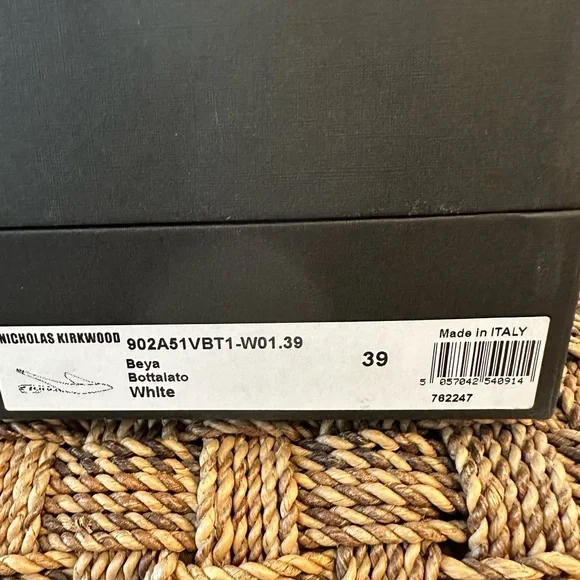 NICHOLAS KIRKWOOD
902A51VBT1-W01.39
Beya
Bottalato
White
39
Made in ITALY
5 057042 540914
762247